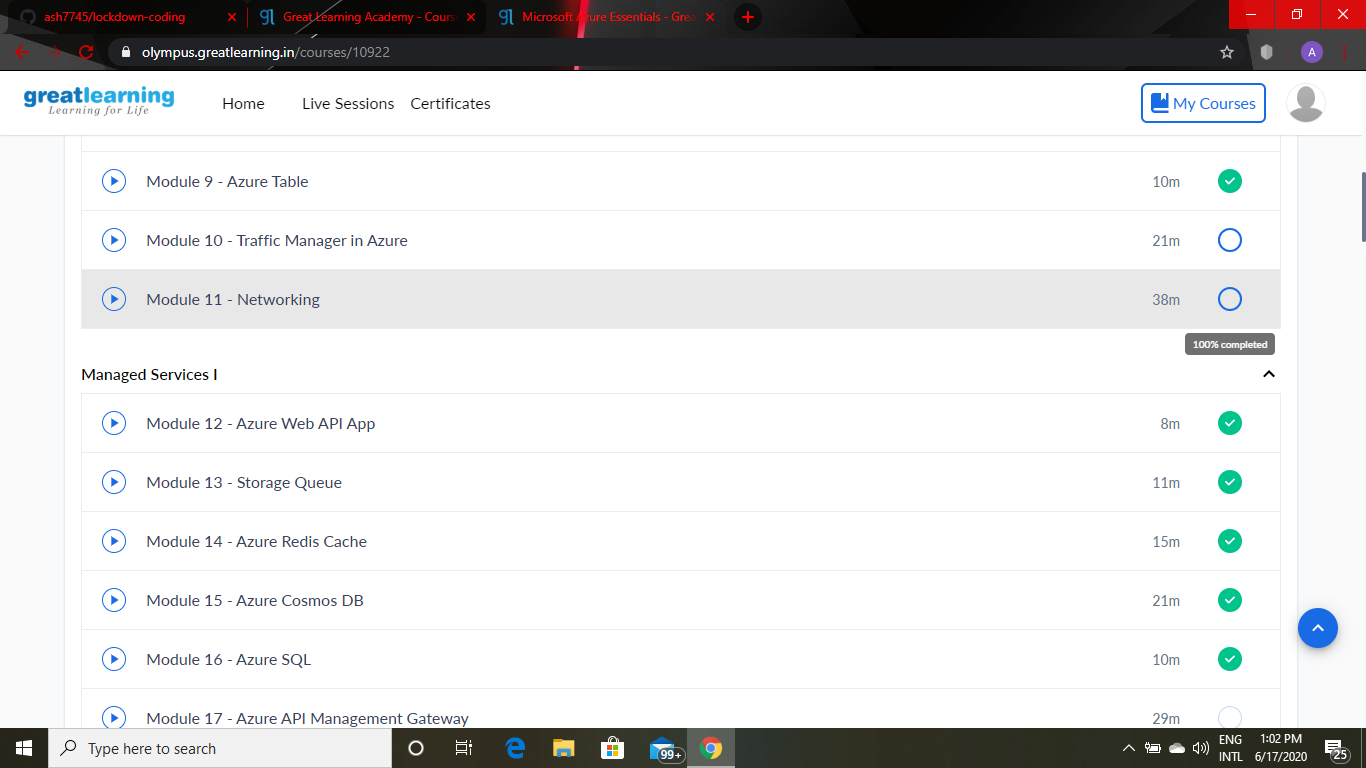 ash7745/lockdown-coding
Great Learning Academy - Cours
Microsoft Azure Essentials - Grea
olympus.greatlearning.in/courses/10922
A
greatlearning
Learning for Life
Home
Live Sessions
Certificates
My Courses
Module 9 - Azure Table 10m
Module 10 - Traffic Manager in Azure 21m
Module 11 - Networking 38m
100% completed
Managed Services I
Module 12 - Azure Web API App 8m
Module 13 - Storage Queue 11m
Module 14 - Azure Redis Cache 15m
Module 15 - Azure Cosmos DB 21m
Module 16 - Azure SQL 10m
Module 17 - Azure API Management Gateway 29m
Type here to search
99+
ENG
INTL
1:02 PM
6/17/2020
25